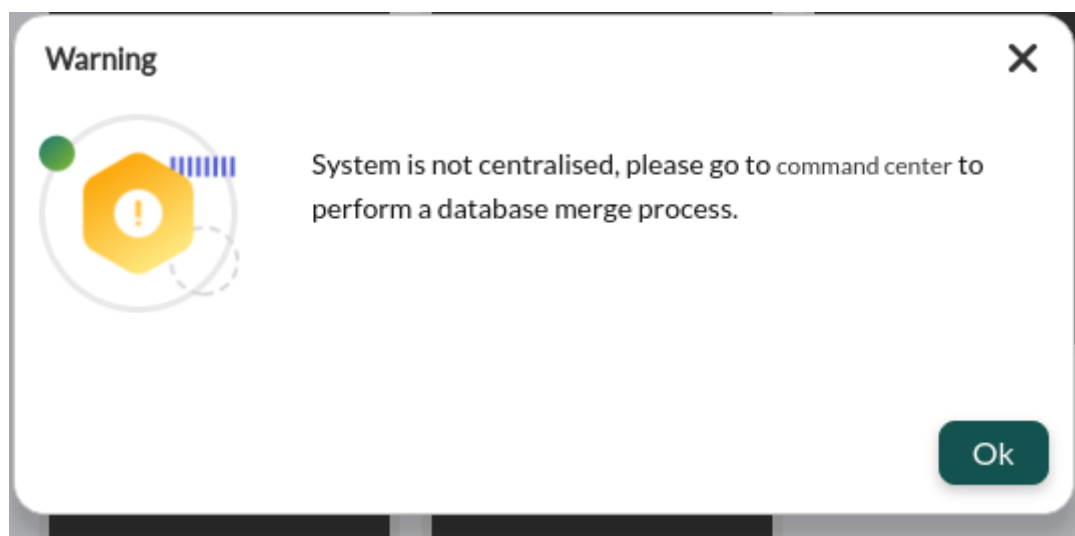 Warning
System is not centralised, please go to command center to
perform a database merge process.
Ok